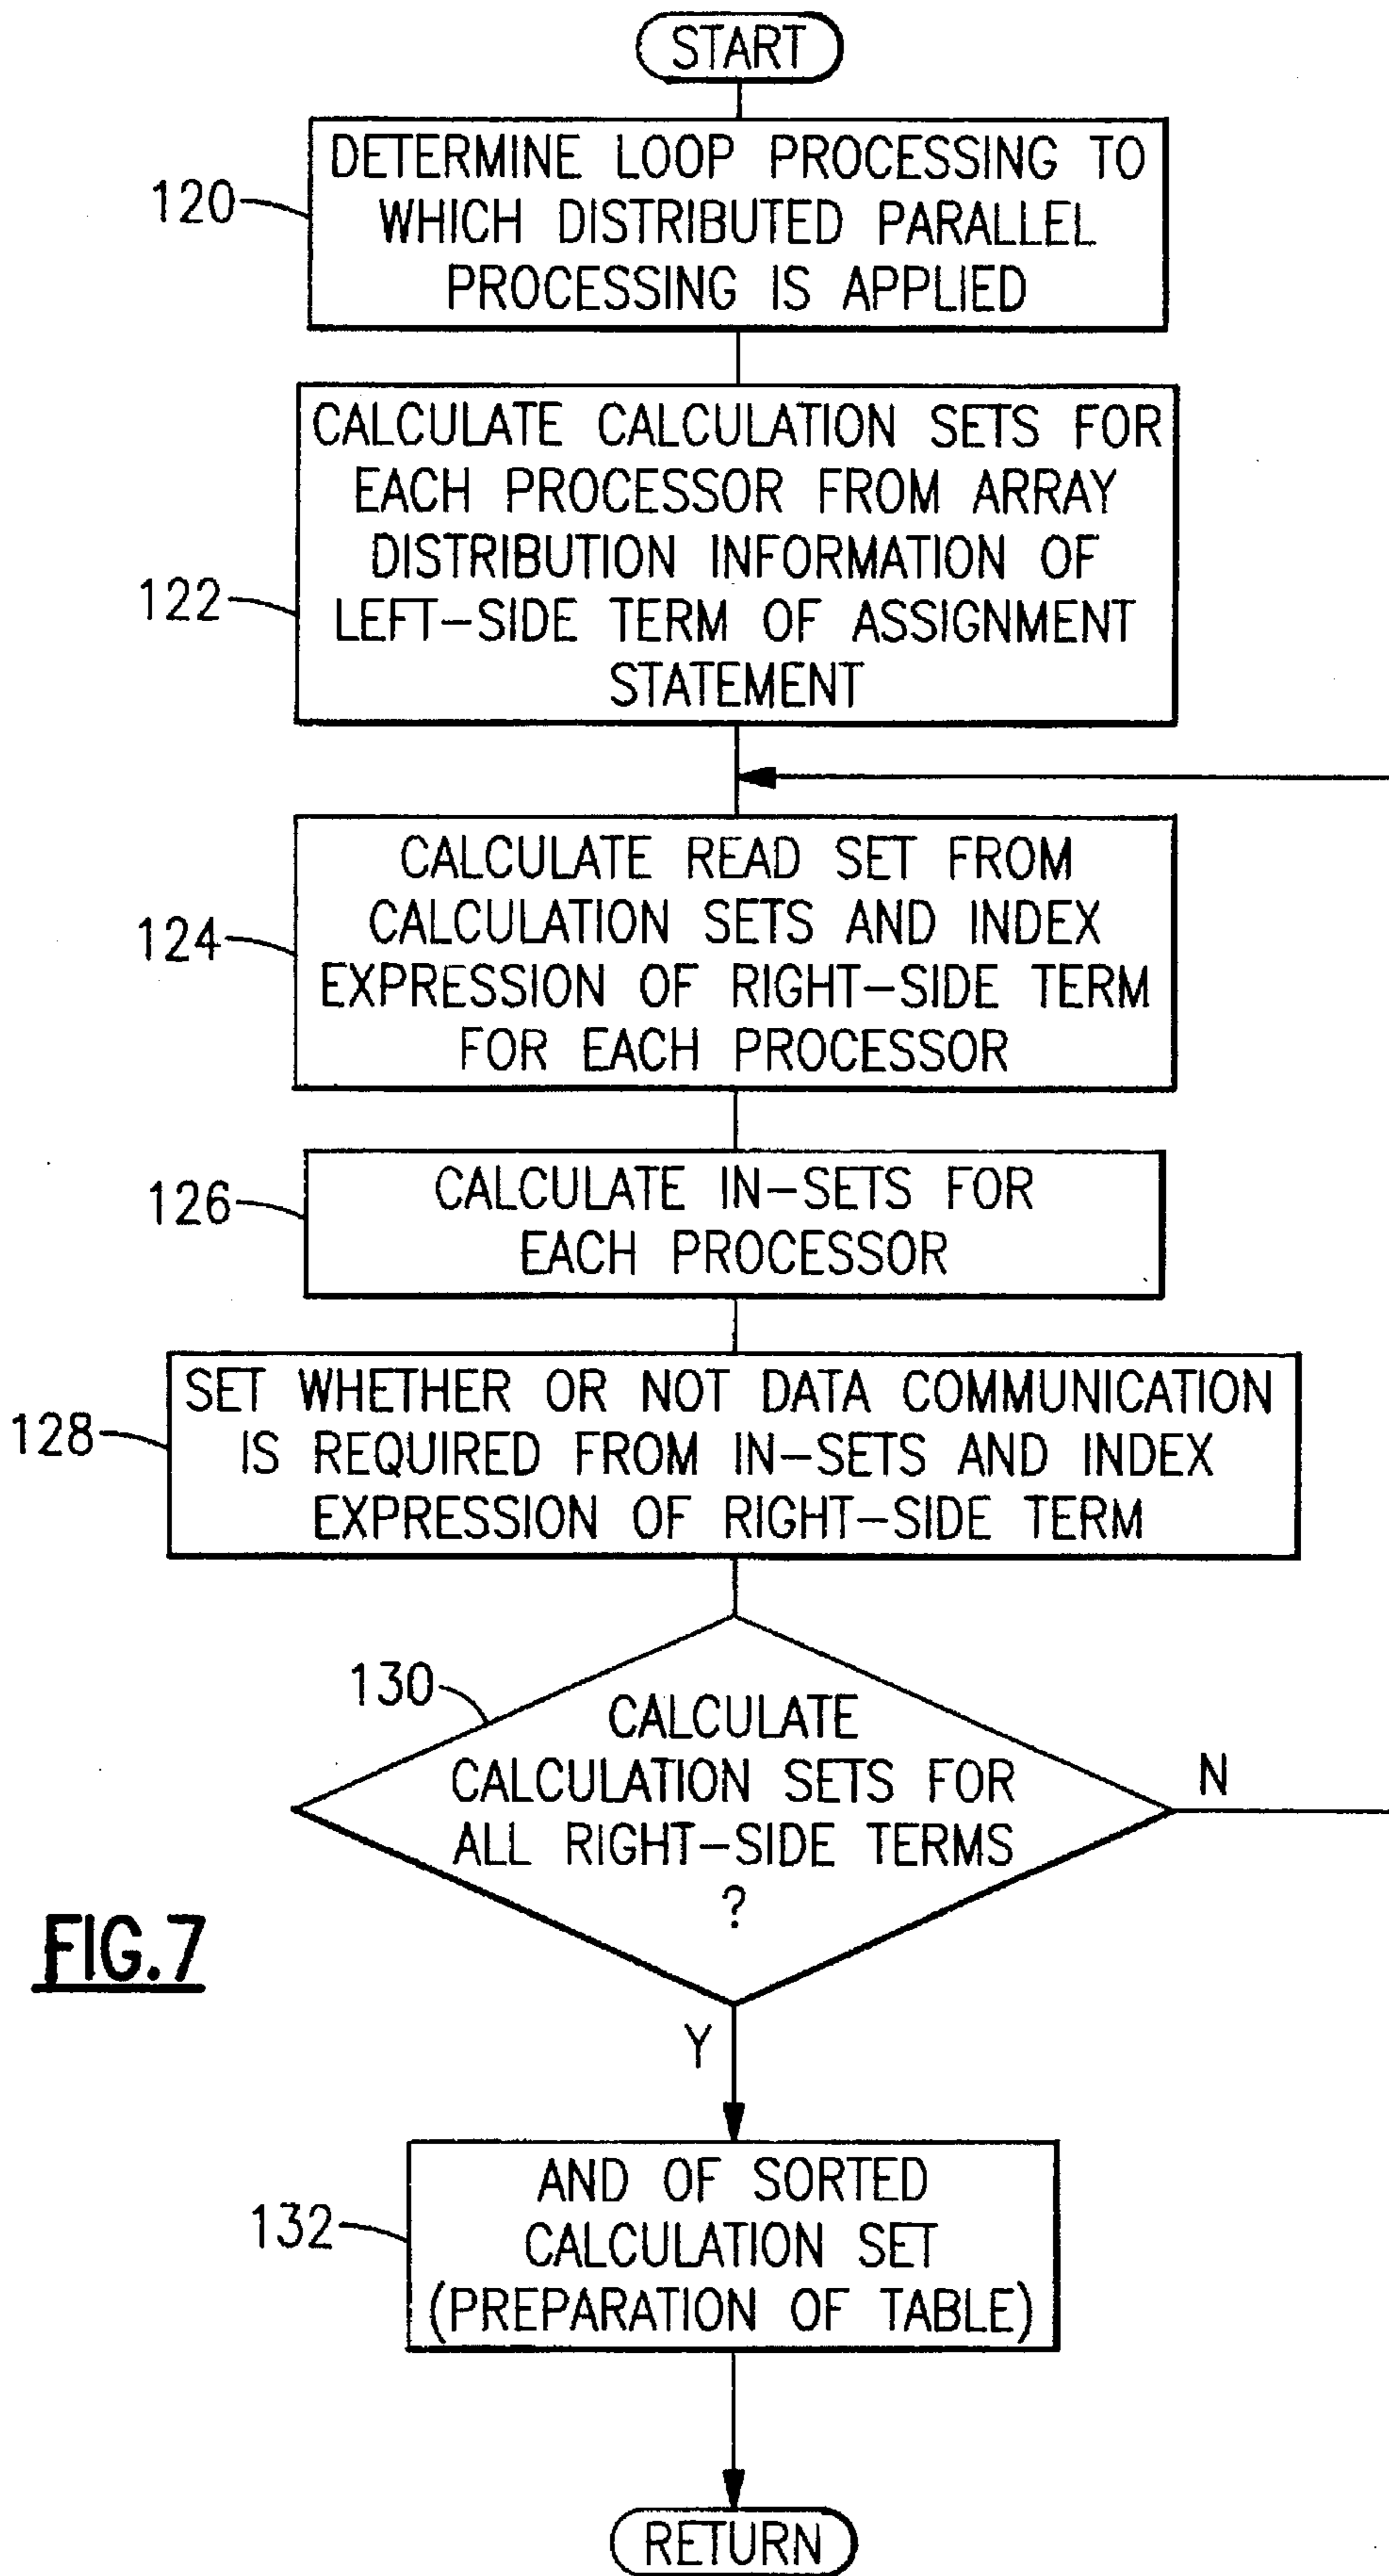 START
DETERMINE LOOP PROCESSING TO
WHICH DISTRIBUTED PARALLEL
PROCESSING IS APPLIED
120
CALCULATE CALCULATION SETS FOR
EACH PROCESSOR FROM ARRAY
DISTRIBUTION INFORMATION OF
LEFT-SIDE TERM OF ASSIGNMENT
STATEMENT
122
CALCULATE READ SET FROM
CALCULATION SETS AND INDEX
EXPRESSION OF RIGHT-SIDE TERM
FOR EACH PROCESSOR
124
CALCULATE IN-SETS FOR
EACH PROCESSOR
126
SET WHETHER OR NOT DATA COMMUNICATION
IS REQUIRED FROM IN-SETS AND INDEX
EXPRESSION OF RIGHT-SIDE TERM
128
130
CALCULATE
CALCULATION SETS FOR
ALL RIGHT-SIDE TERMS
?
N
FIG.7
Y
AND OF SORTED
CALCULATION SET
(PREPARATION OF TABLE)
132
RETURN